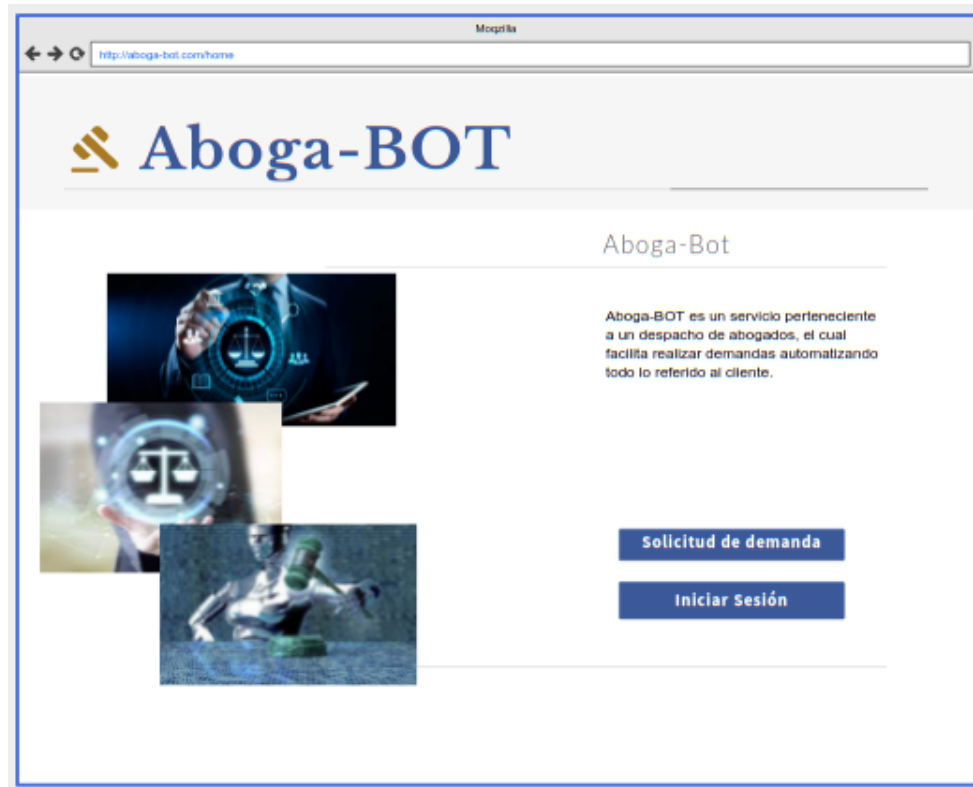 Moqzilla
http://aboga-bot.com/home
Aboga-BOT
Aboga-Bot
Aboga-BOT es un servicio perteneciente
a un despacho de abogados, el cual
facilita realizar demandas automatizando
todo lo referido al cliente.
Solicitud de demanda
Iniciar Sesión